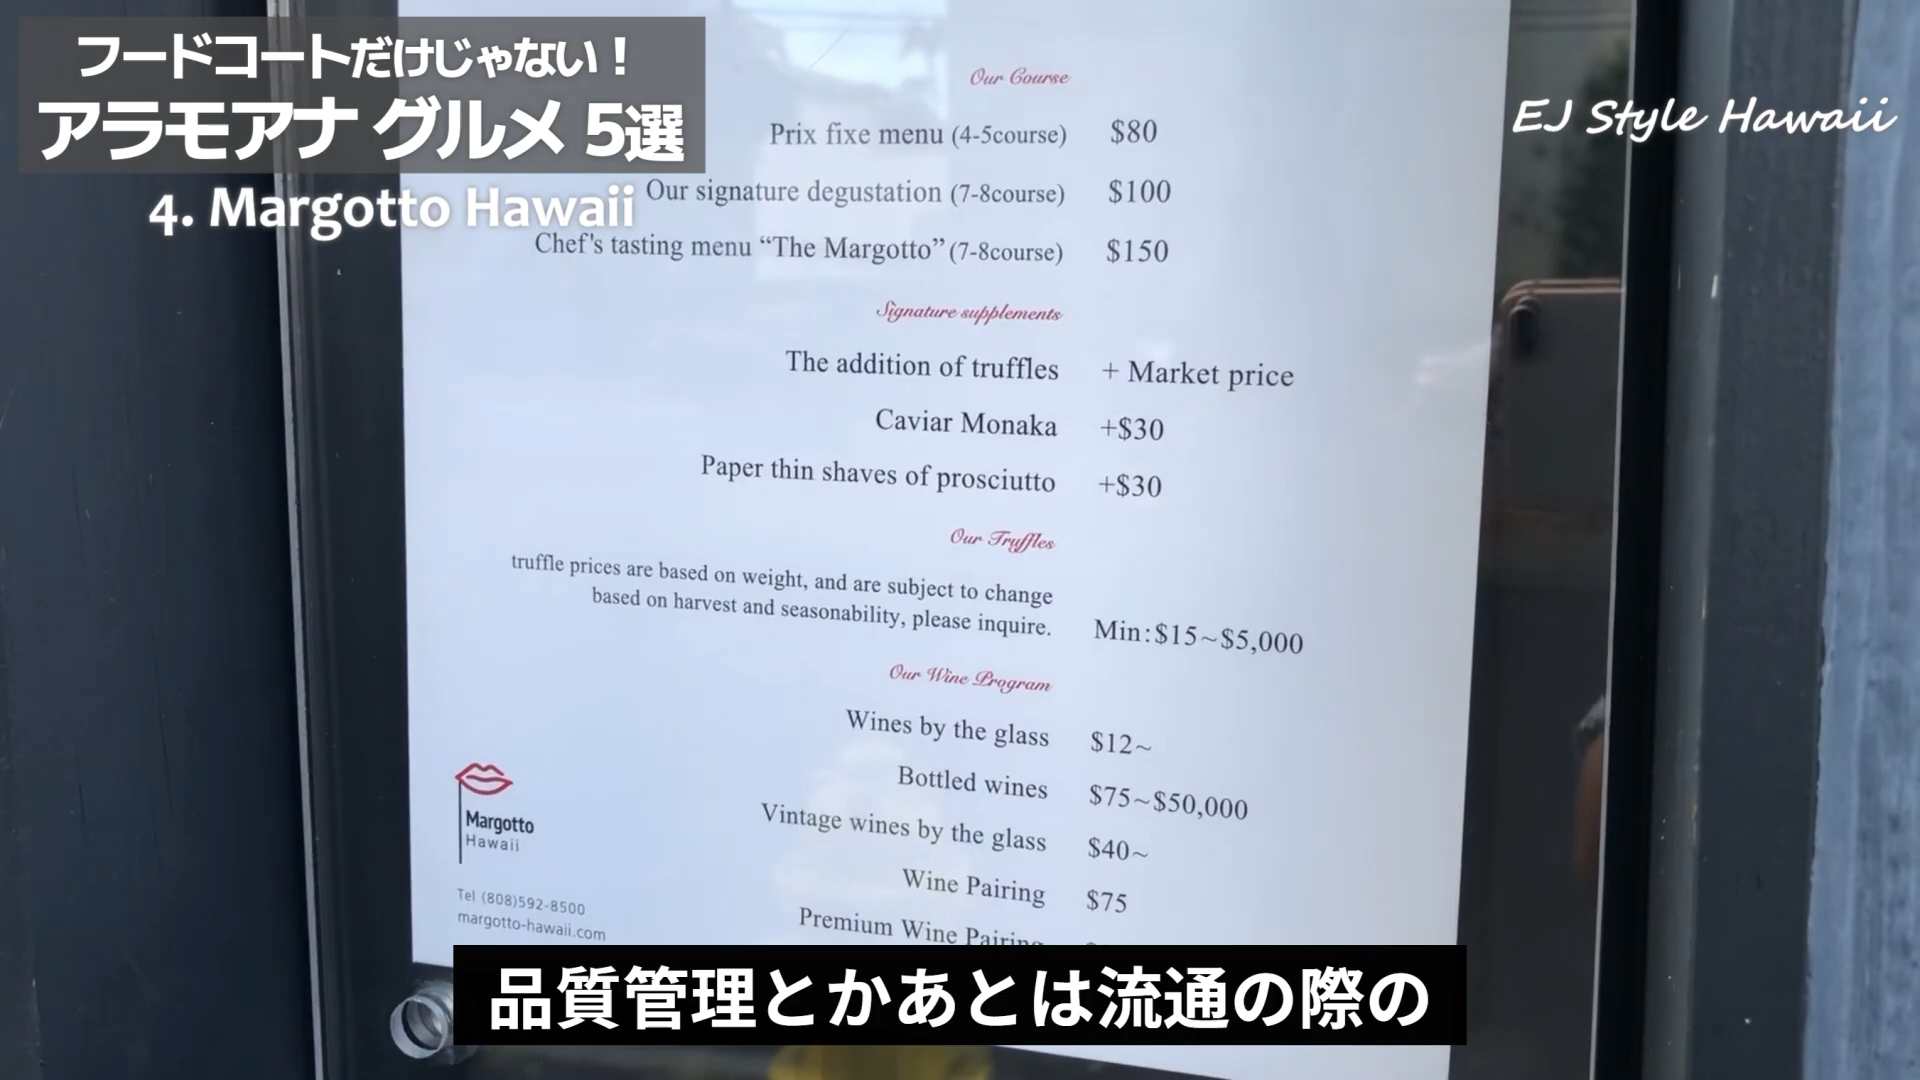 フードコートだけじゃない!
アラモアナ グルメ 5選
4. Margotto Hawaii
EJ Style Hawaii
Our Course
Prix fixe menu (4-5course) $80
Our signature degustation (7-8course) $100
Chef's tasting menu “The Margotto” (7-8course) $150
Signature supplements
The addition of truffles + Market price
Caviar Monaka +$30
Paper thin shaves of prosciutto +$30
Our Truffles
truffle prices are based on weight, and are subject to change
based on harvest and seasonability, please inquire. Min:$15~$5,000
Our Wine Program
Wines by the glass $12~
Bottled wines $75~$50,000
Vintage wines by the glass $40~
Wine Pairing $75
Premium Wine Pairing
Margotto
Hawaii
Tel (808)592-8500
margotto-hawaii.com
品質管理とかあとは流通の際の